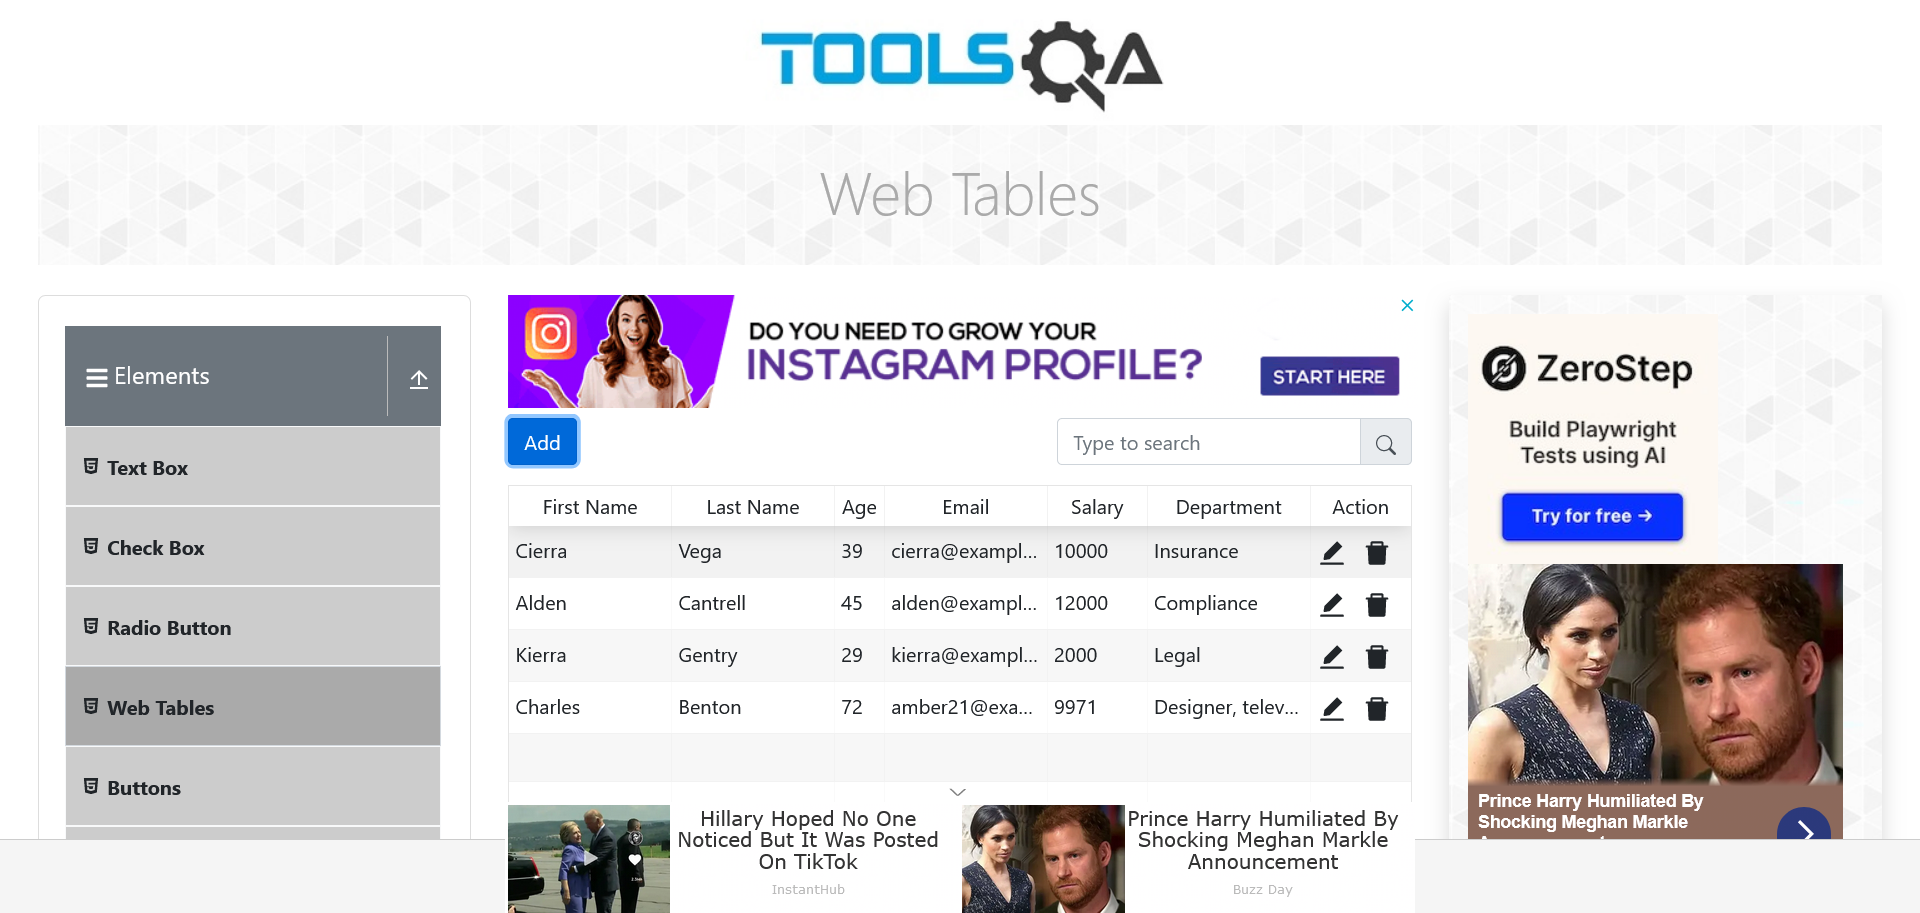 TOOLSQA
Web Tables
Elements
Text Box
Check Box
Radio Button
Web Tables
Buttons
DO YOU NEED TO GROW YOUR
INSTAGRAM PROFILE?
START HERE
Add
Type to search
First Name Last Name Age Email Salary Department Action
Cierra Vega 39 cierra@exampl... 10000 Insurance
Alden Cantrell 45 alden@exampl... 12000 Compliance
Kierra Gentry 29 kierra@exampl... 2000 Legal
Charles Benton 72 amber21@exa... 9971 Designer, telev...
Hillary Hoped No One
Noticed But It Was Posted
On TikTok
InstantHub
Prince Harry Humiliated By
Shocking Meghan Markle
Announcement
Buzz Day
ZeroStep
Build Playwright
Tests using AI
Try for free →
Prince Harry Humiliated By
Shocking Meghan Markle